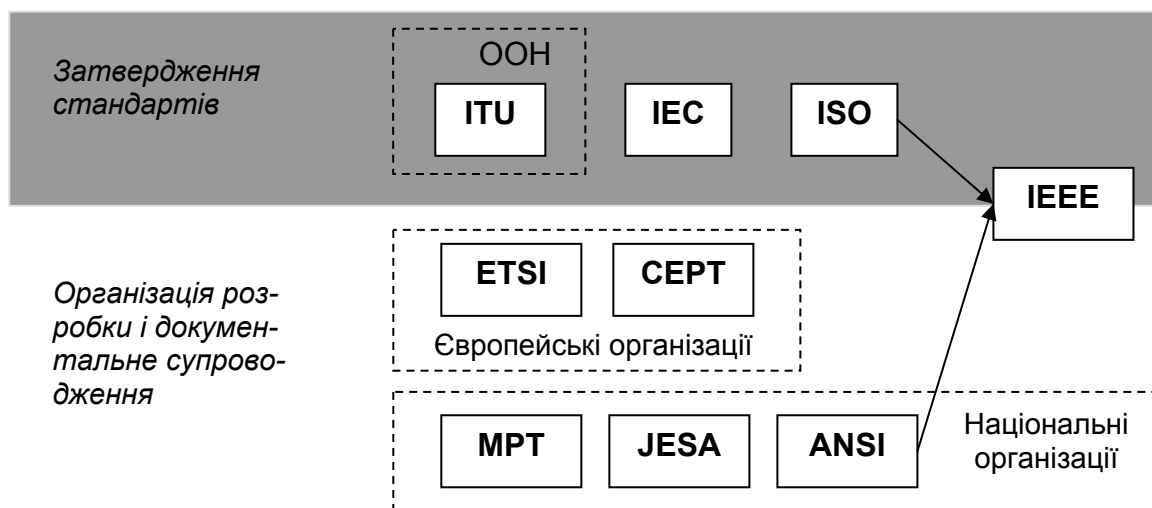 Затвердження
стандартів
ООН
ITU
IEC
ISO
IEEE
Організація роз-
робки і докумен-
тальне супрово-
дження
ETSI
CEPT
Європейські організації
MPT
JESA
ANSI
Національні
організації